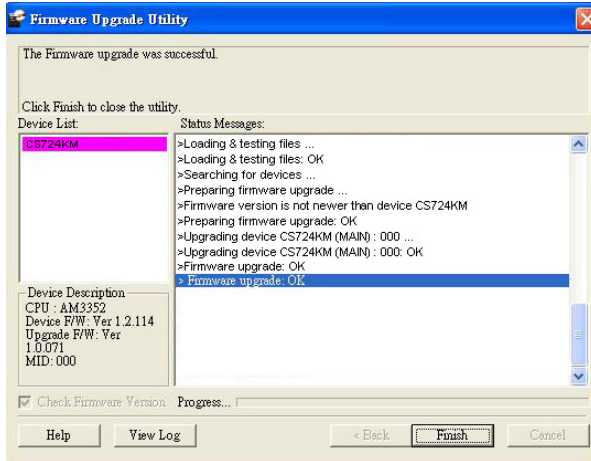 Firmware Upgrade Utility
The Firmware upgrade was successful.
Click Finish to close the utility.
Device List:
Status Messages:
CS724KM
>Loading & testing files ...
>Loading & testing files: OK
>Searching for devices ...
>Preparing firmware upgrade ...
>Firmware version is not newer than device CS724KM
>Preparing firmware upgrade: OK
>Upgrading device CS724KM (MAIN) : 000 ...
>Upgrading device CS724KM (MAIN) : 000: OK
>Firmware upgrade: OK
> Firmware upgrade: OK
Device Description
CPU : AM3352
Device F/W: Ver 1.2.114
Upgrade F/W: Ver
1.0.071
MID: 000
Check Firmware Version
Progress...
Help
View Log
< Back
Finish
Cancel